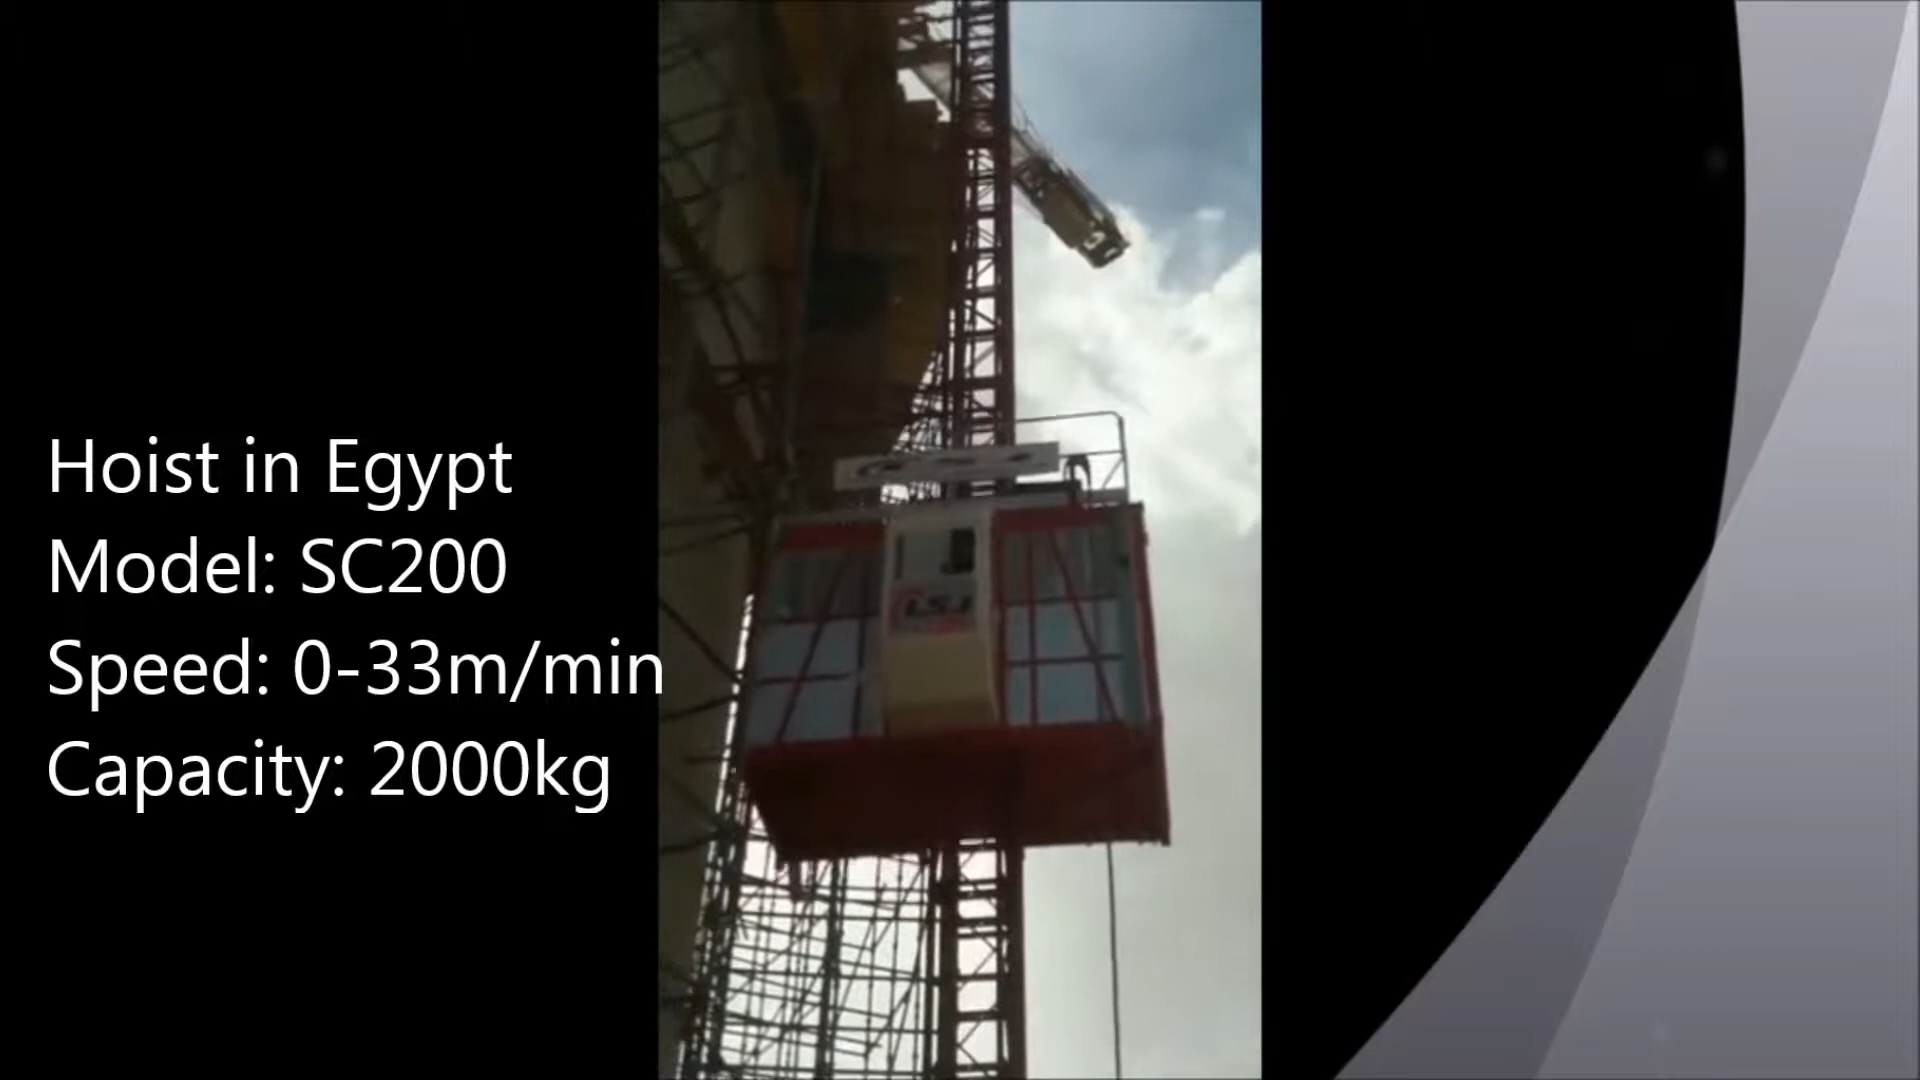 Hoist in Egypt
Model: SC200
Speed: 0-33m/min
Capacity: 2000kg